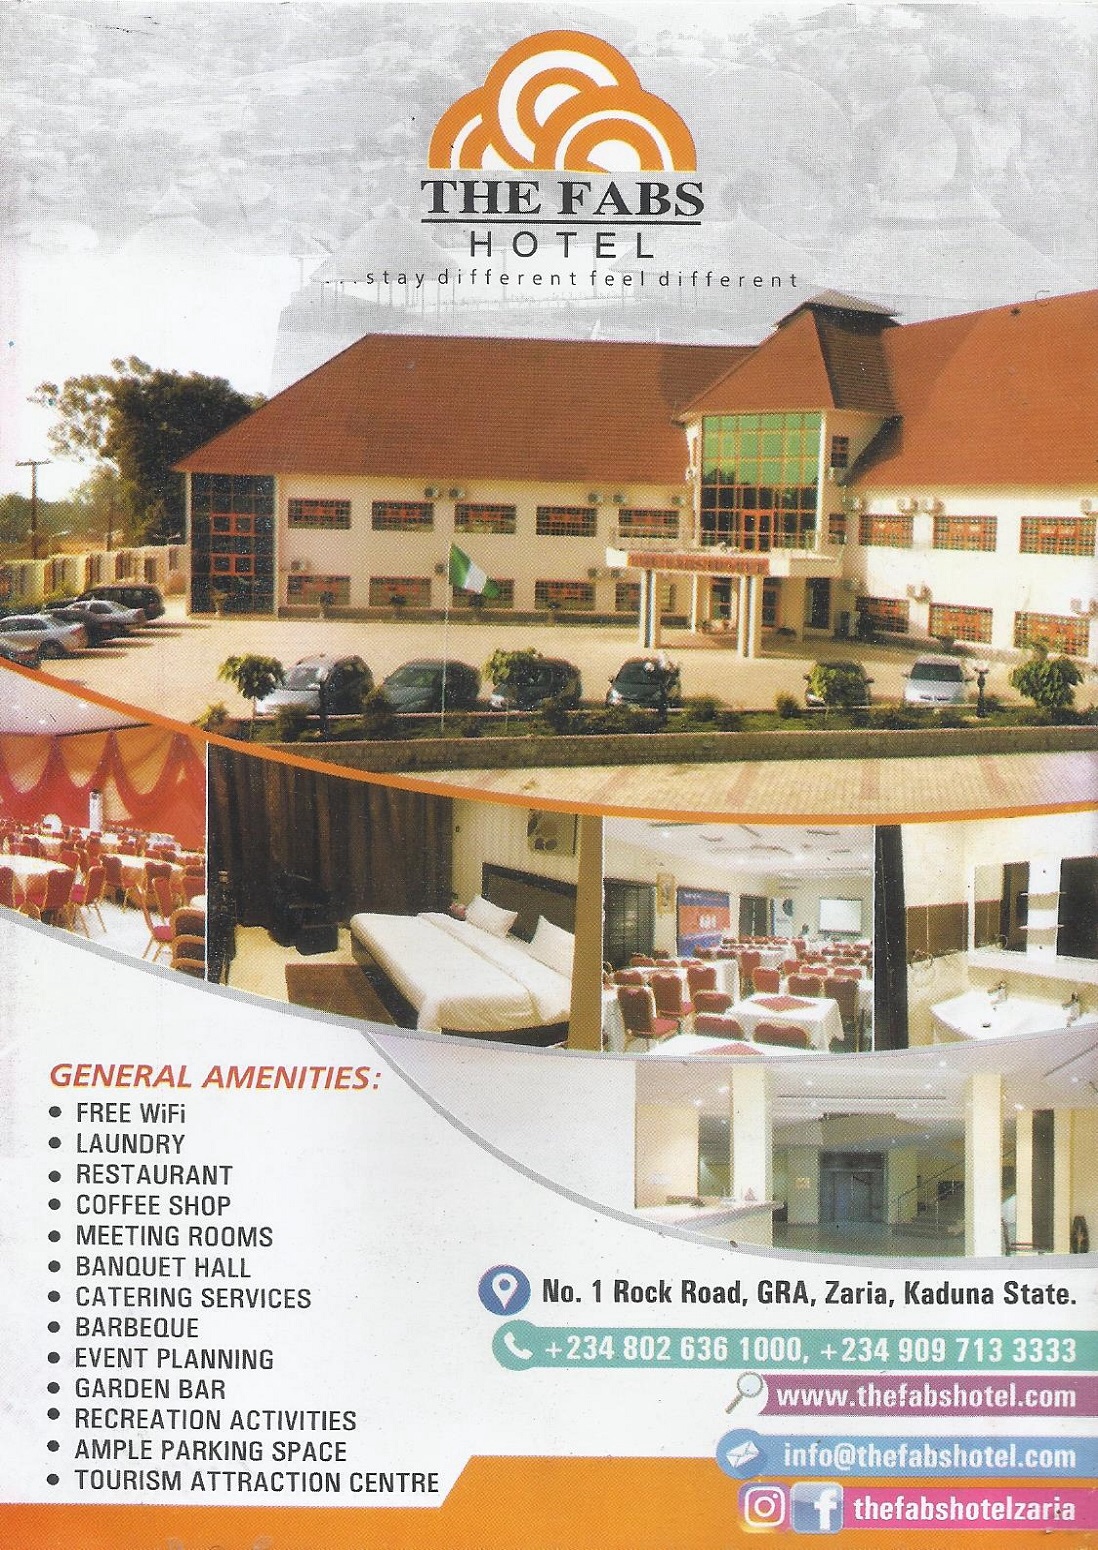 THE FABS
HOTEL
...stay different feel different
GENERAL AMENITIES:
• FREE WiFi
• LAUNDRY
• RESTAURANT
• COFFEE SHOP
• MEETING ROOMS
• BANQUET HALL
• CATERING SERVICES
• BARBEQUE
• EVENT PLANNING
• GARDEN BAR
• RECREATION ACTIVITIES
• AMPLE PARKING SPACE
• TOURISM ATTRACTION CENTRE
No. 1 Rock Road, GRA, Zaria, Kaduna State.
+234 802 636 1000, +234 909 713 3333
www.thefabshotel.com
info@thefabshotel.com
thefabshotelzaria